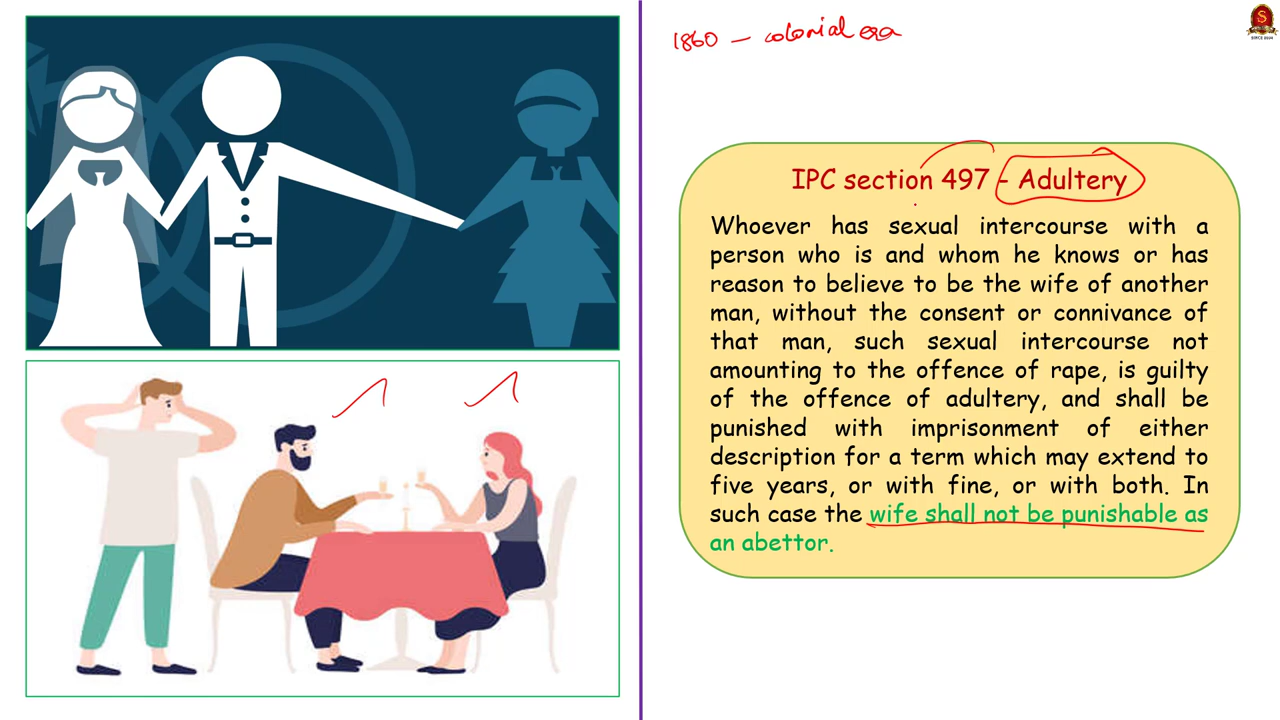 1860 – colonial era
S
SINCE 2004
IPC section 497 - Adultery
Whoever has sexual intercourse with a
person who is and whom he knows or has
reason to believe to be the wife of another
man, without the consent or connivance of
that man, such sexual intercourse not
amounting to the offence of rape, is guilty
of the offence of adultery, and shall be
punished with imprisonment of either
description for a term which may extend to
five years, or with fine, or with both. In
such case the wife shall not be punishable as
an abettor.